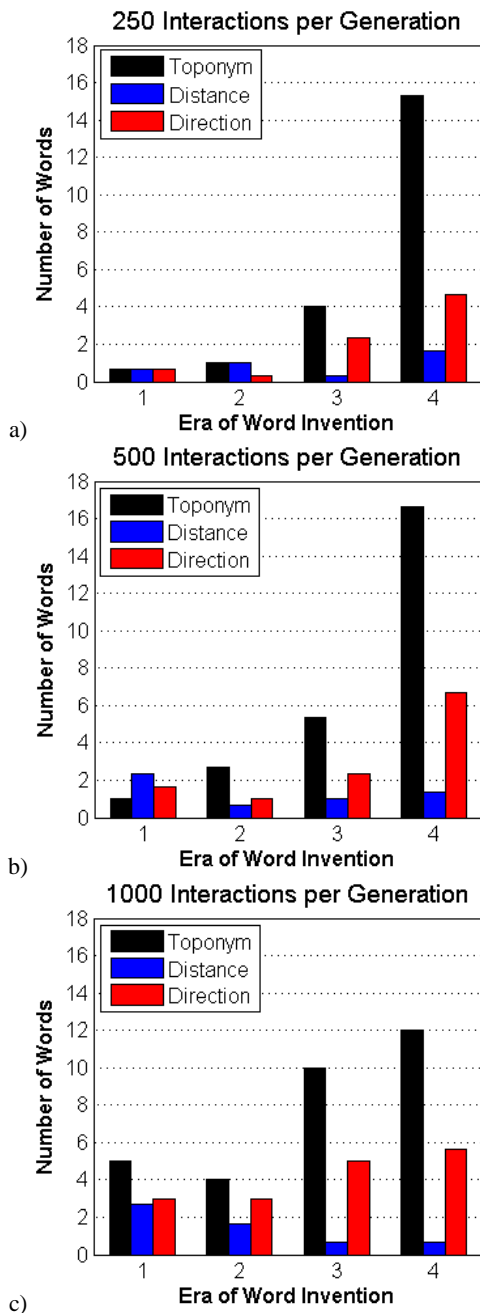 250 Interactions per Generation
18
16
14
12
10
8
6
4
2
0
Number of Words
Toponym
Distance
Direction
1 2 3 4
Era of Word Invention
a)
500 Interactions per Generation
18
16
14
12
10
8
6
4
2
0
Number of Words
Toponym
Distance
Direction
1 2 3 4
Era of Word Invention
b)
1000 Interactions per Generation
18
16
14
12
10
8
6
4
2
0
Number of Words
Toponym
Distance
Direction
1 2 3 4
Era of Word Invention
c)